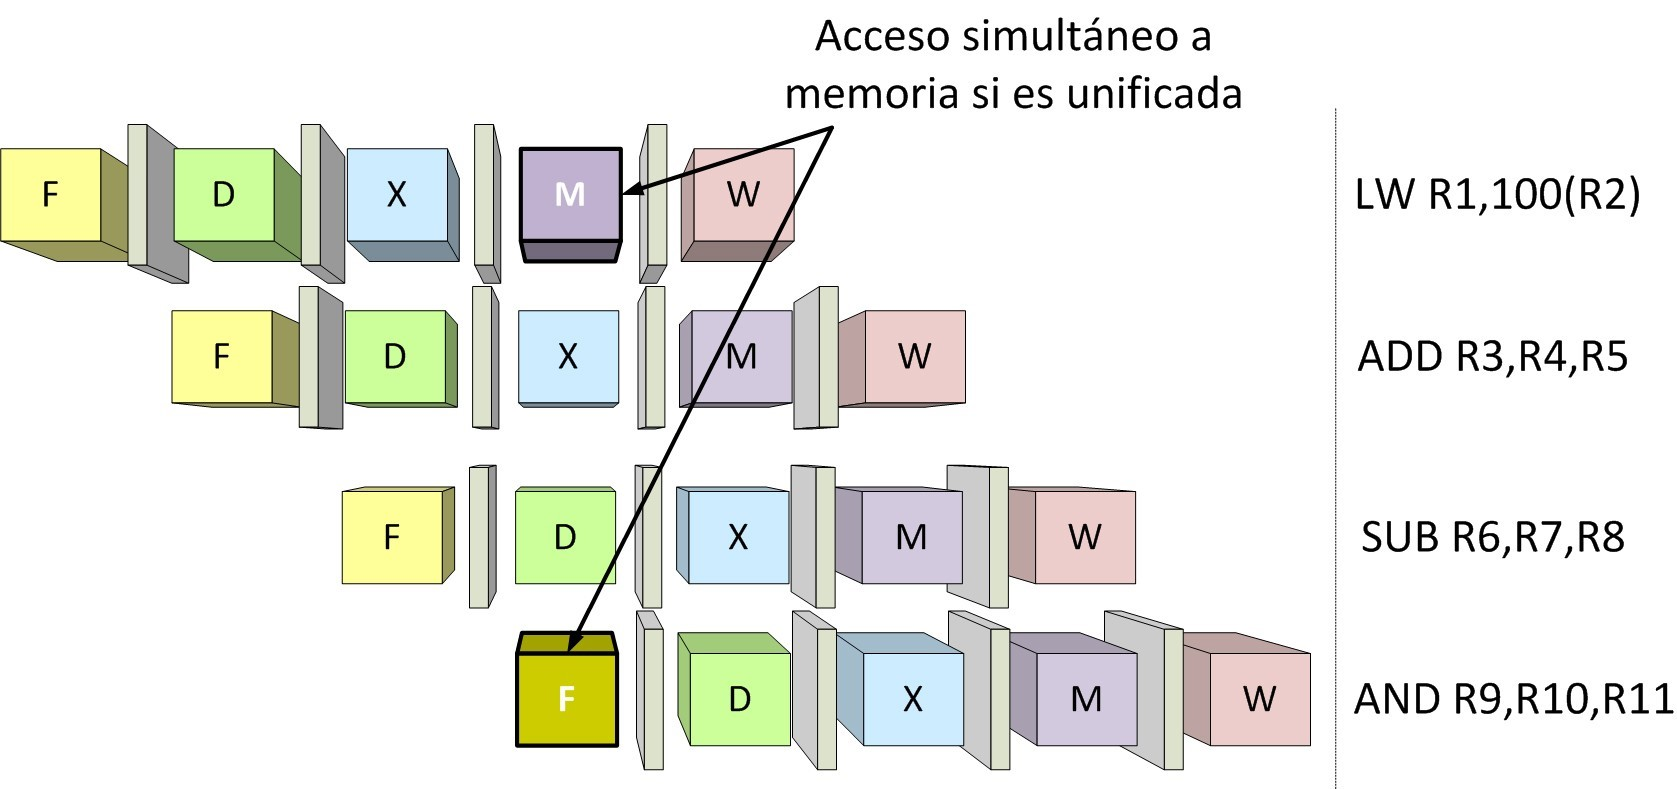 Acceso simultáneo a
memoria si es unificada
F D X M W LW R1,100(R2)
F D X M W ADD R3,R4,R5
F D X M W SUB R6,R7,R8
F D X M W AND R9,R10,R11